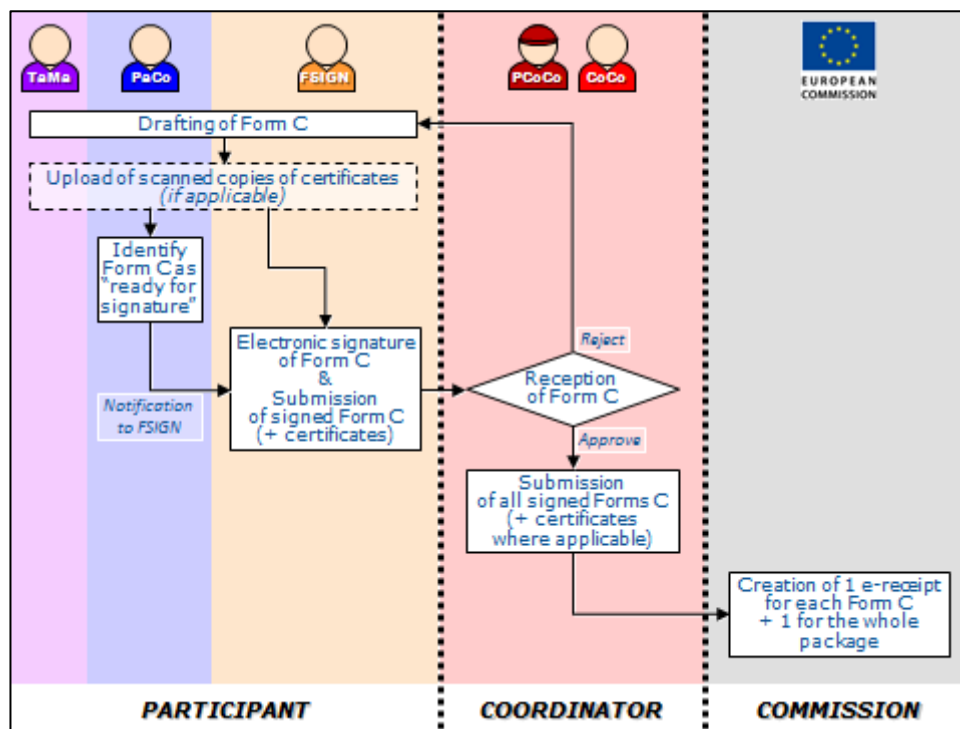 TaMa
PaCo
FSIGN
PCoCo
CoCo
EUROPEAN
COMMISSION
Drafting of Form C
Upload of scanned copies of certificates
(if applicable)
Identify
Form C as
“ready for
signature”
Electronic signature
of Form C
&
Submission
of signed Form C
(+ certificates)
Notification
to FSIGN
Reject
Reception
of Form C
Approve
Submission
of all signed Forms C
(+ certificates
where applicable)
Creation of 1 e-receipt
for each Form C
+ 1 for the whole
package
PARTICIPANT
COORDINATOR
COMMISSION